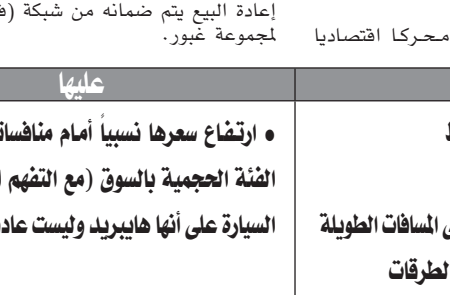 محركا اقتصاديا
إعادة البيع يتم ضمانه من شبكة
لمجموعة غبور.
عليها
ى المسافات الطويلة
لطرقات
• ارتفاع سعرها نسبياً أمام منافسا
الفئة الحجمية بالسوق (مع التفهم
السيارة على أنها هايبريد وليست عاد